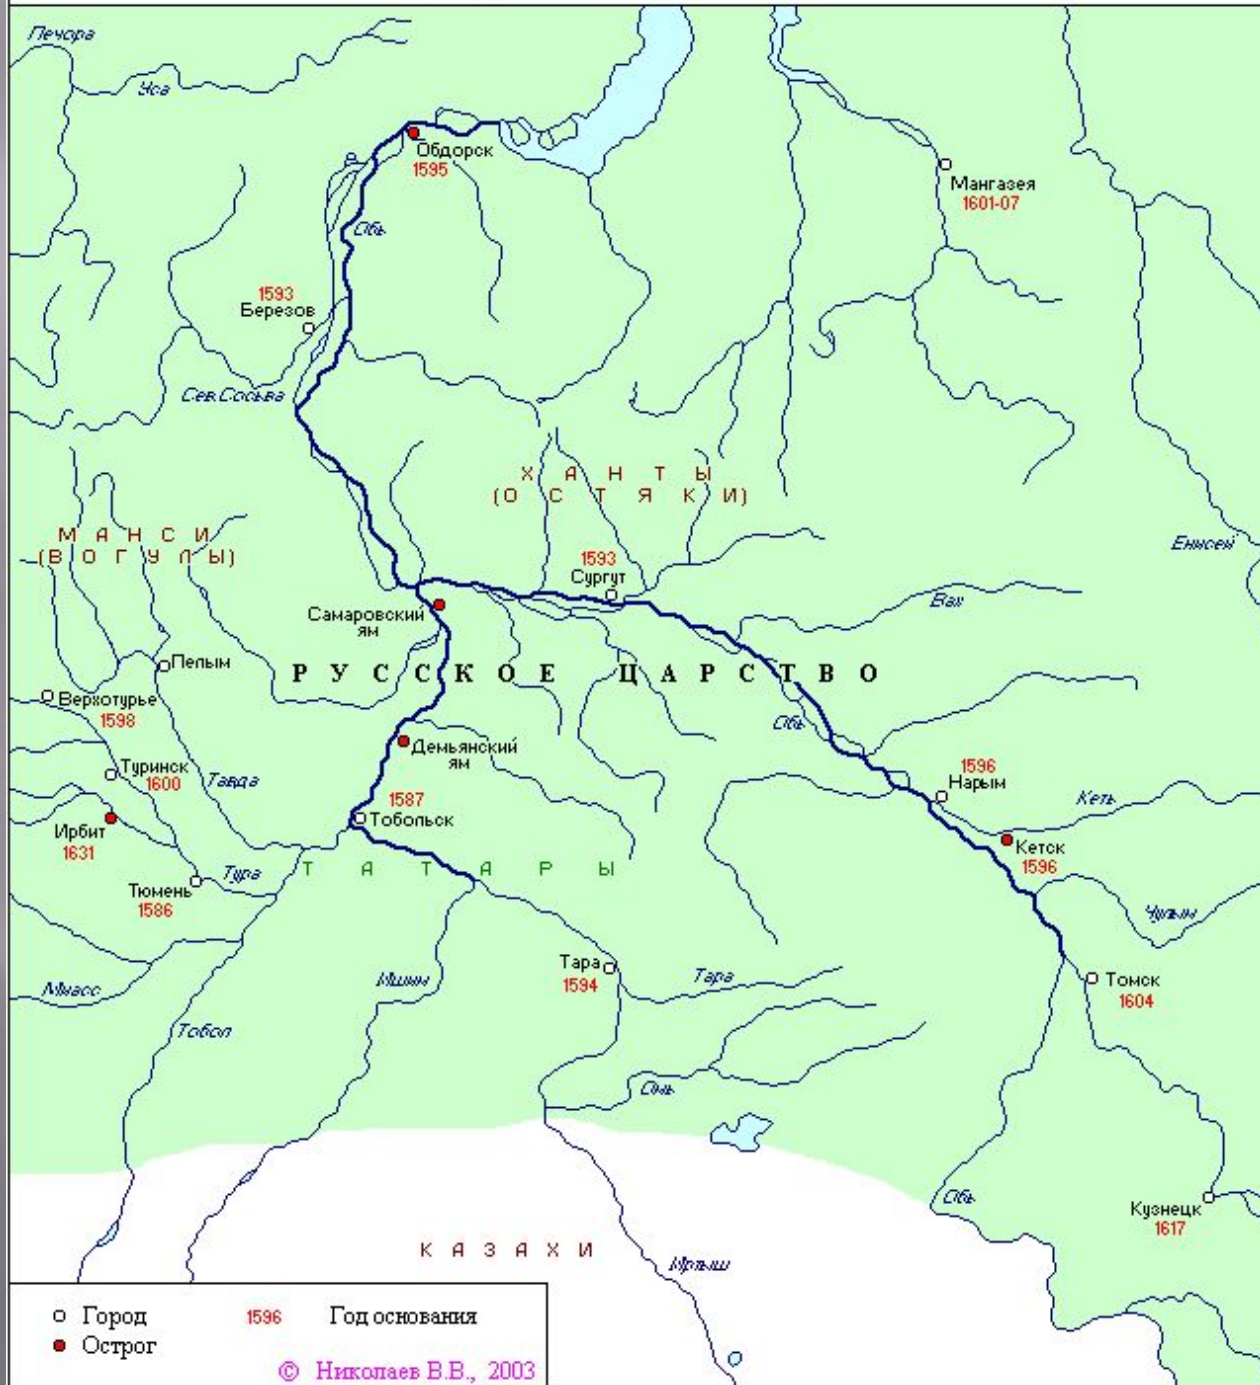 Печора
Уса
Обдорск
1595
Мангазея
1601-07
Обь
1593
Березов
Сев.Сосьва
Х А Н Т Ы
(О С Т Я К И)
М А Н С И
(В О Г У Л Ы)
Енисей
1593
Сургут
Вах
Самаровский
ям
Пелым
Р У С С К О Е Ц А Р С Т В О
Верхотурье
1598
Обь
Демьянский
ям
Туринск
1600
Тавда
1596
Нарым
1587
Тобольск
Кеть
Ирбит
1631
Кетск
1596
Т А Т А Р Ы
Тура
Тюмень
1586
Чулым
Тара
1594
Тара
Томск
1604
Миасс
Ишим
Тобол
Омь
Обь
Кузнецк
1617
К А З А Х И
Иртыш
Город
1596 Год основания
Острог
© Николаев В.В., 2003